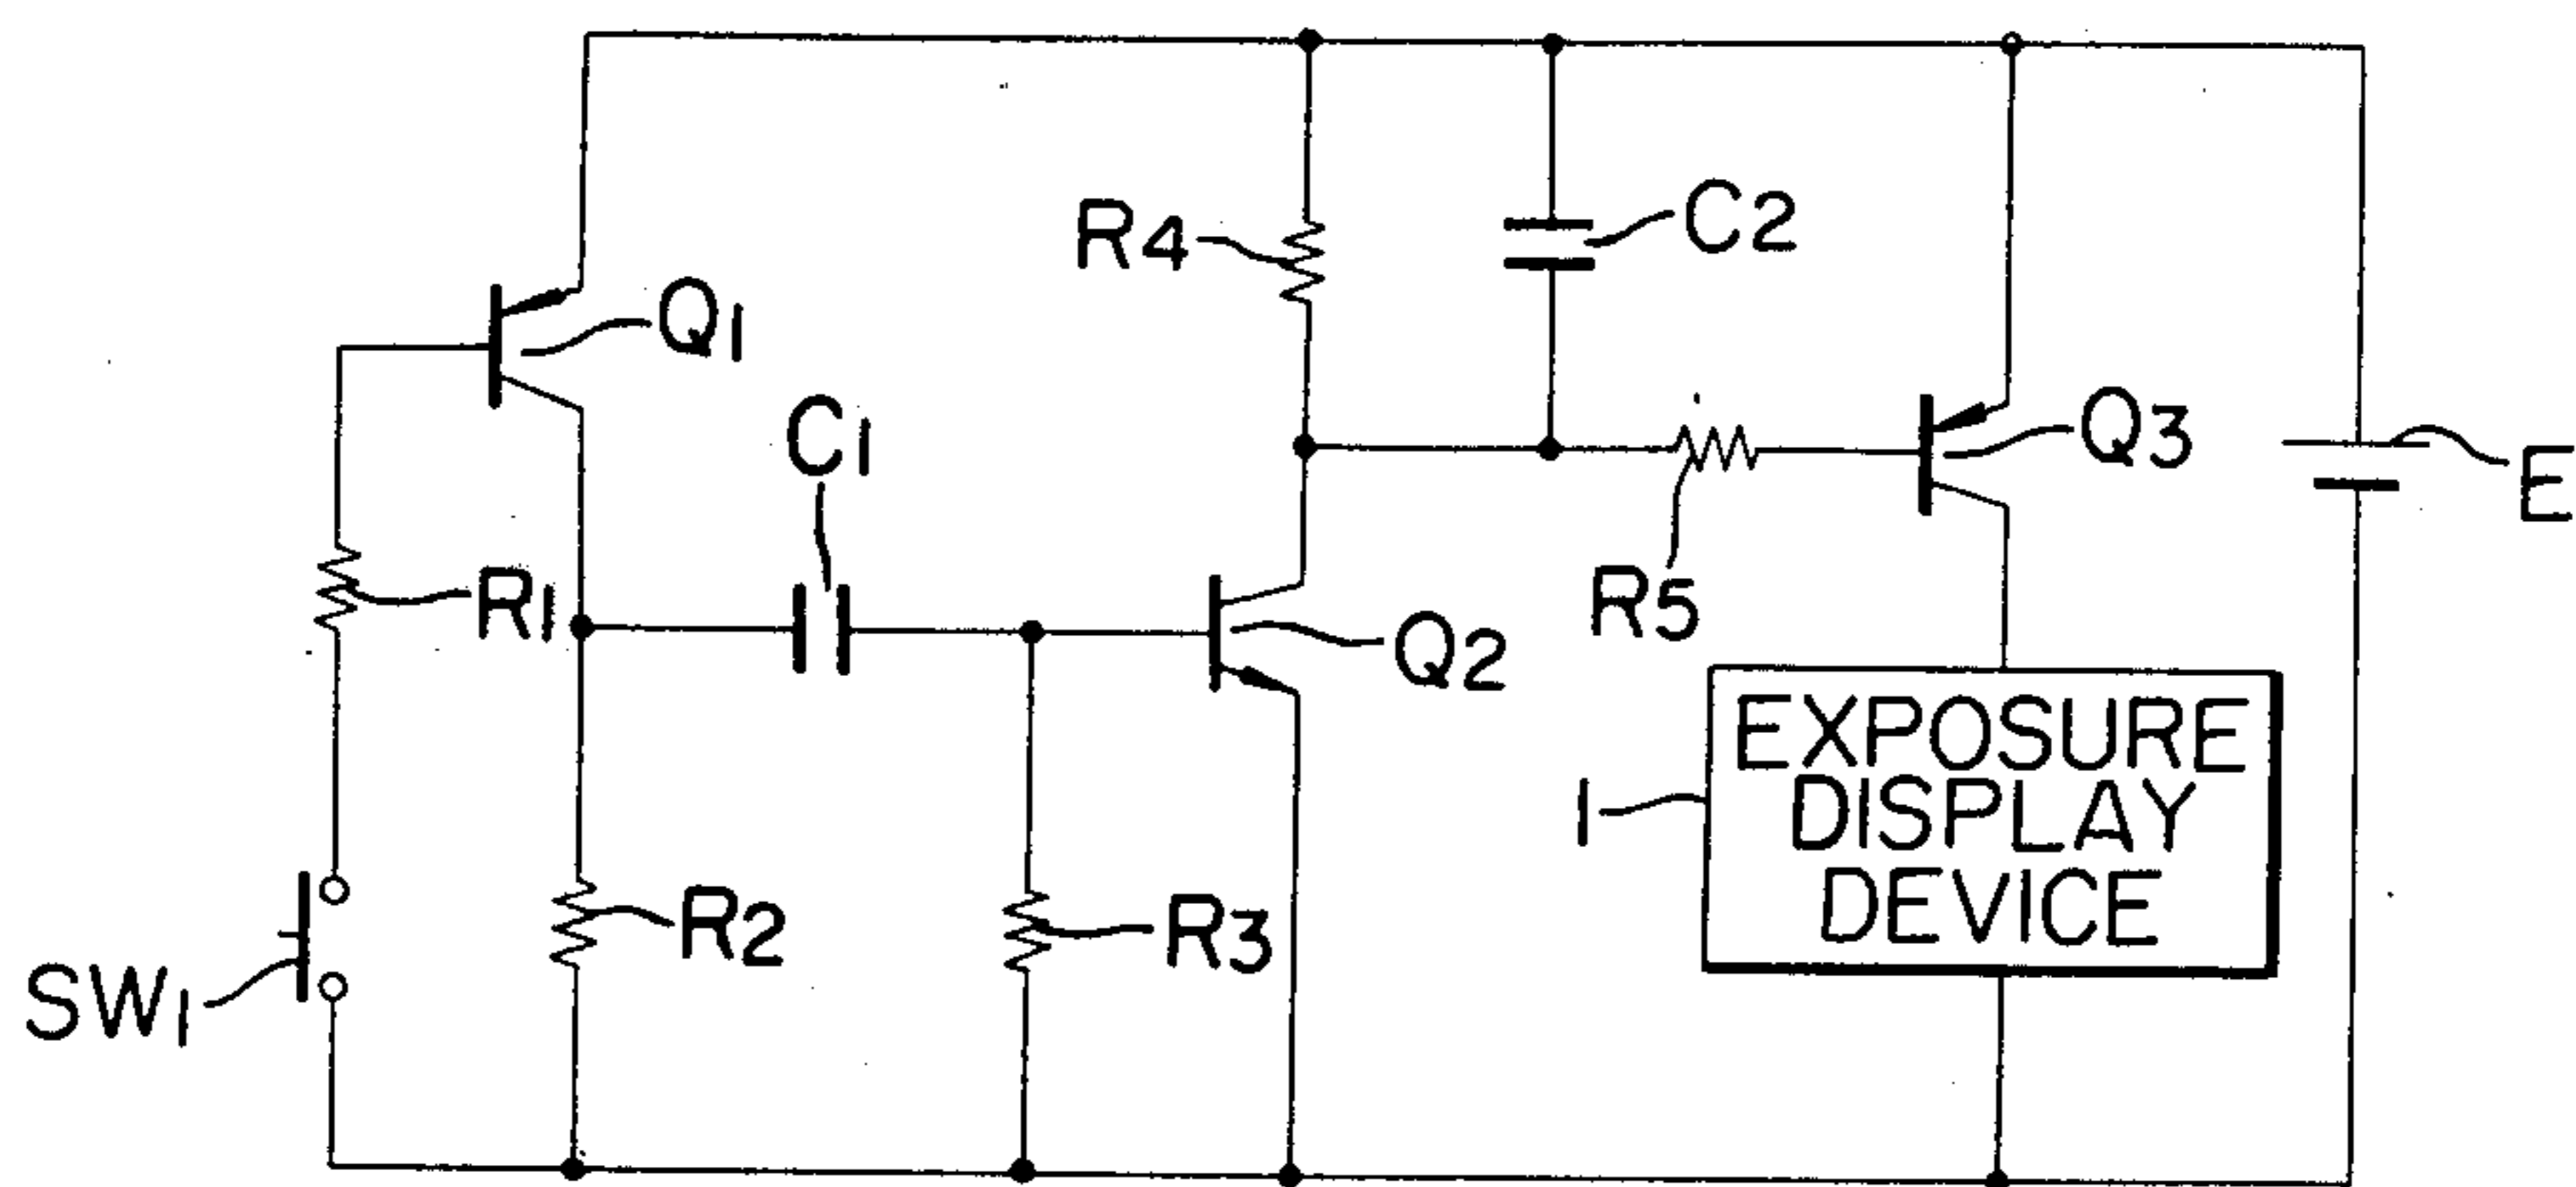 Q1
R4
C2
C1
Q3
E
R1
R5
Q2
1
EXPOSURE
DISPLAY
DEVICE
R2
R3
SW1